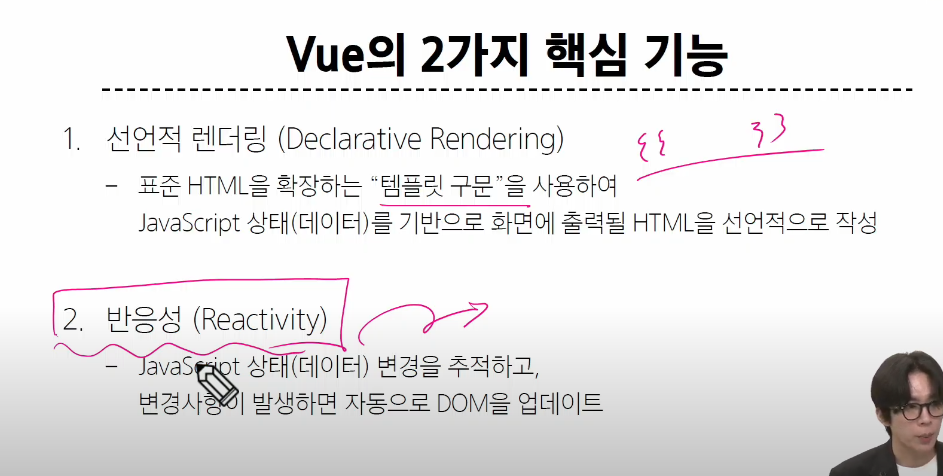 Vue의 2가지 핵심 기능
1. 선언적 렌더링 (Declarative Rendering)
{{ }}
– 표준 HTML을 확장하는 “템플릿 구문”을 사용하여
JavaScript 상태(데이터)를 기반으로 화면에 출력될 HTML을 선언적으로 작성
2. 반응성 (Reactivity)
– JavaScript 상태(데이터) 변경을 추적하고,
변경사항이 발생하면 자동으로 DOM을 업데이트